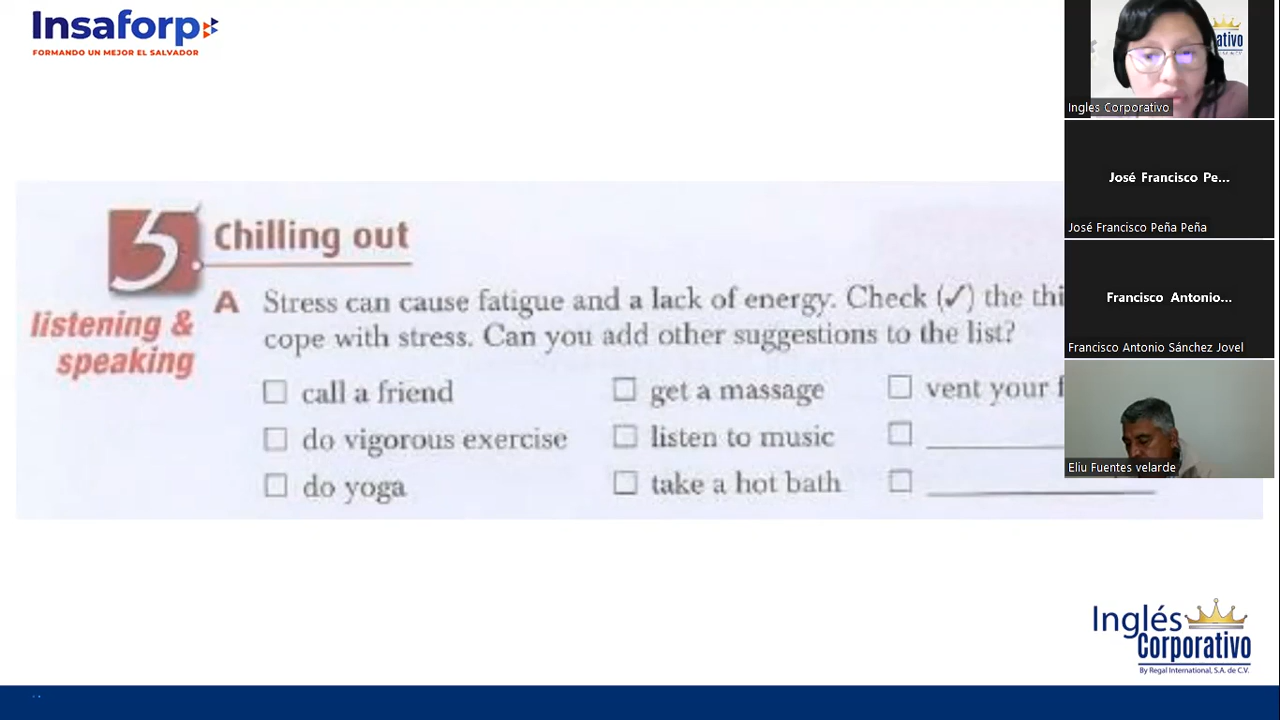 Insaforp
FORMANDO UN MEJOR EL SALVADOR
5
Chilling out
listening &
speaking
A Stress can cause fatigue and a lack of energy. Check (✓) the
cope with stress. Can you add other suggestions to the list?
☐ call a friend ☐ get a massage ☐ vent your
☐ do vigorous exercise ☐ listen to music ☐
☐ do yoga ☐ take a hot bath ☐
Ingles Corporativo
José Francisco Pe...
José Francisco Peña Peña
Francisco Antonio...
Francisco Antonio Sánchez Jovel
Eliu Fuentes velarde
Inglés
Corporativo
By Regal International, S.A. de C.V.